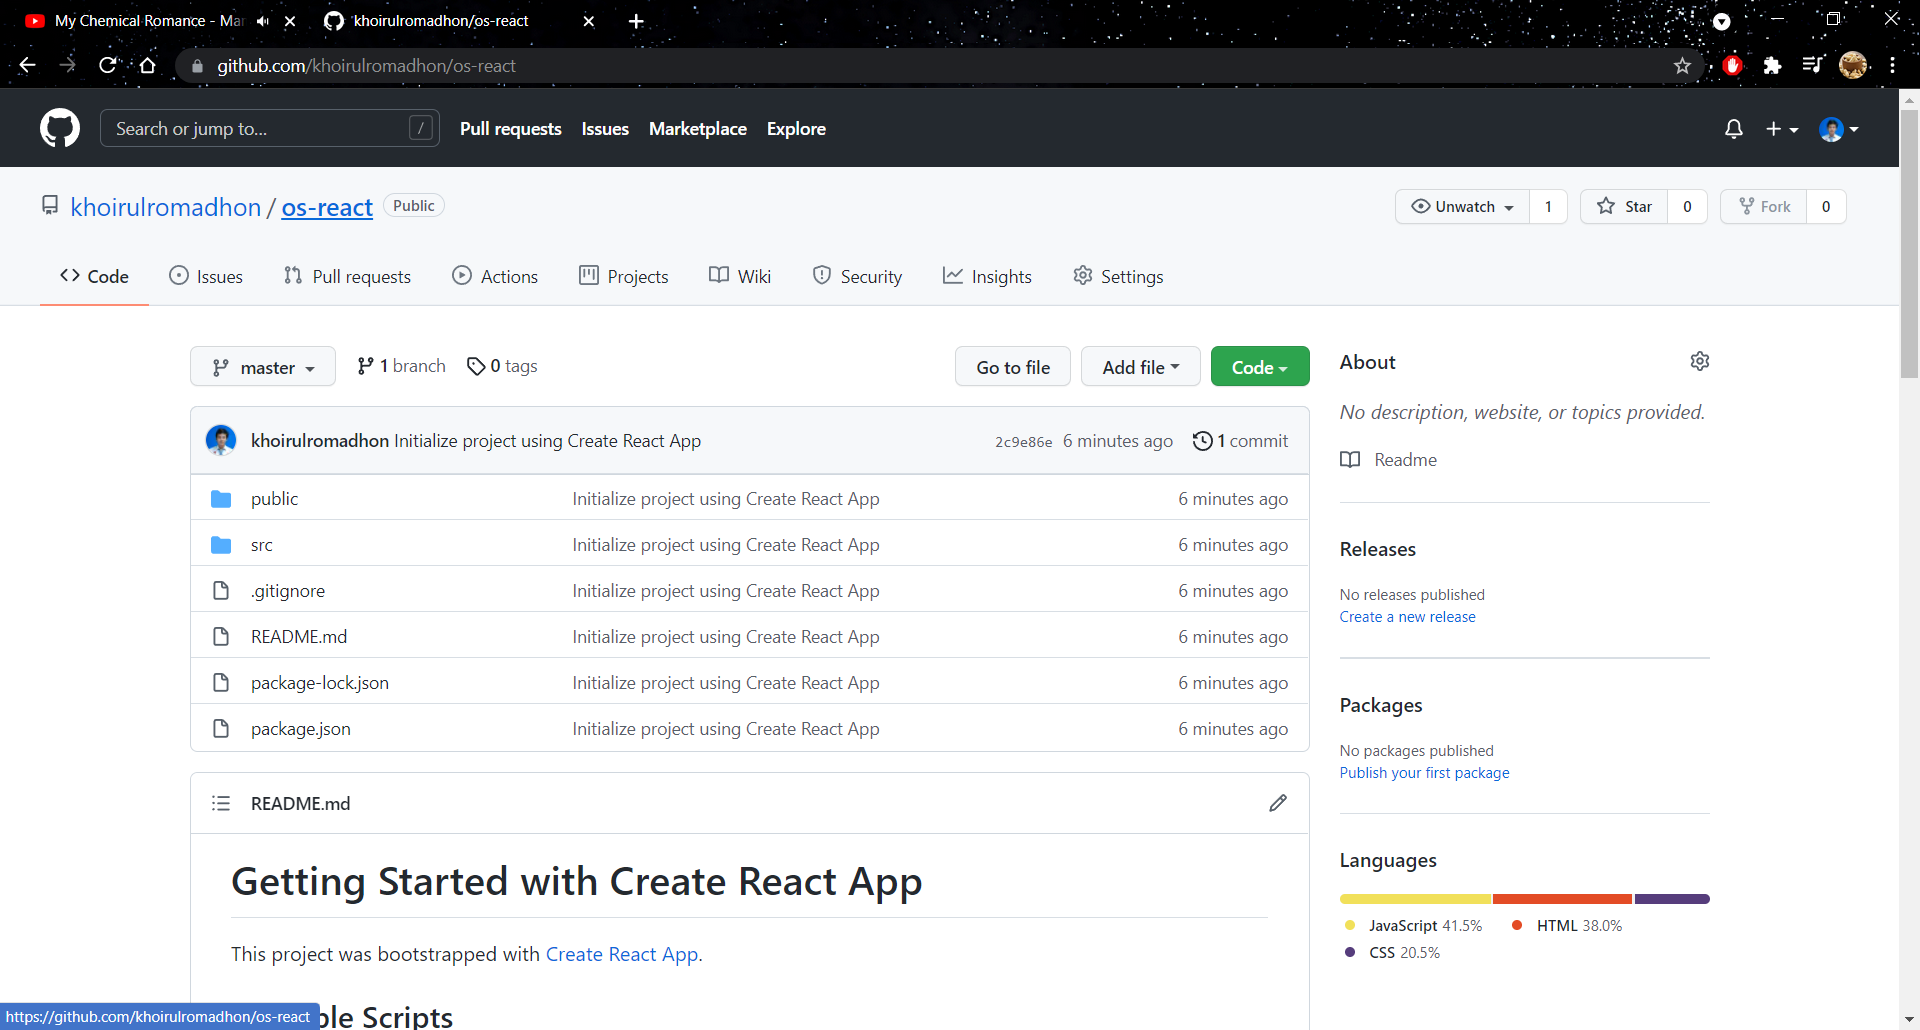 My Chemical Romance - Ma
khoirulromadhon/os-react
github.com/khoirulromadhon/os-react
Search or jump to... /
Pull requests Issues Marketplace Explore
khoirulromadhon / os-react Public
Unwatch 1 Star 0 Fork 0
Code Issues Pull requests Actions Projects Wiki Security Insights Settings
master 1 branch 0 tags Go to file Add file Code
khoirulromadhon Initialize project using Create React App 2c9e86e 6 minutes ago 1 commit
public Initialize project using Create React App 6 minutes ago
src Initialize project using Create React App 6 minutes ago
.gitignore Initialize project using Create React App 6 minutes ago
README.md Initialize project using Create React App 6 minutes ago
package-lock.json Initialize project using Create React App 6 minutes ago
package.json Initialize project using Create React App 6 minutes ago
README.md
Getting Started with Create React App
This project was bootstrapped with Create React App.
ple Scripts
About
No description, website, or topics provided.
Readme
Releases
No releases published
Create a new release
Packages
No packages published
Publish your first package
Languages
JavaScript 41.5% HTML 38.0%
CSS 20.5%
https://github.com/khoirulromadhon/os-react